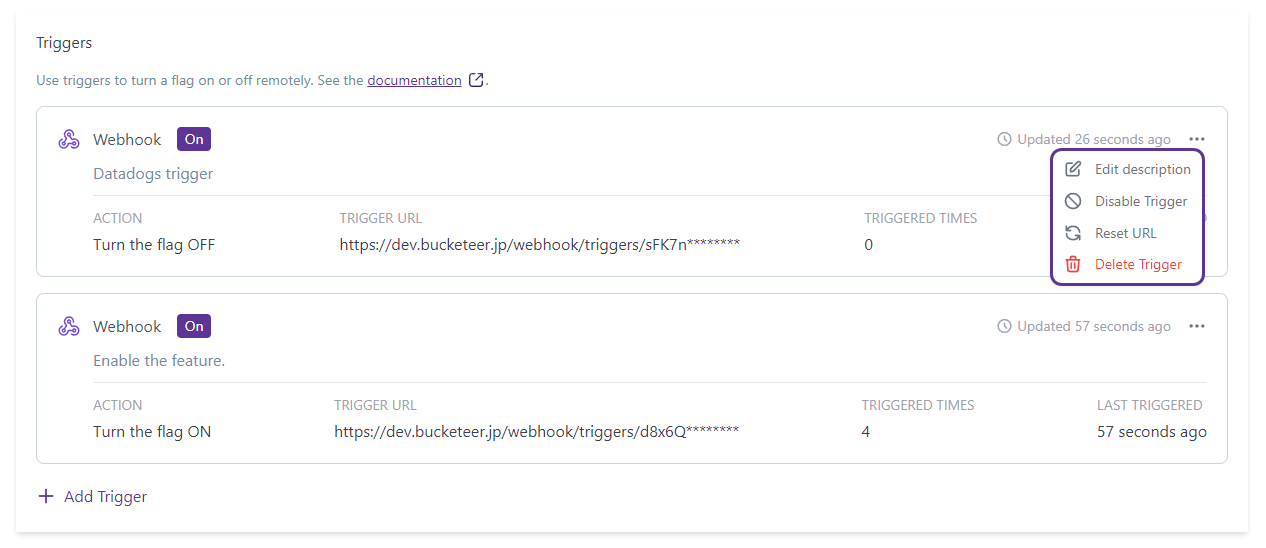 Triggers
Use triggers to turn a flag on or off remotely. See the documentation .
Webhook On Updated 26 seconds ago
Datadogs trigger
Edit description
Disable Trigger
Reset URL
Delete Trigger
ACTION TRIGGER URL TRIGGERED TIMES
Turn the flag OFF https://dev.bucketeer.jp/webhook/triggers/sFK7n******** 0
Webhook On Updated 57 seconds ago
Enable the feature.
ACTION TRIGGER URL TRIGGERED TIMES LAST TRIGGERED
Turn the flag ON https://dev.bucketeer.jp/webhook/triggers/d8x6Q******** 4 57 seconds ago
Add Trigger